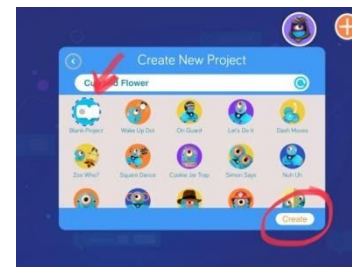 Create New Project
Flower
Blank Project Wake Up Dot On Guard Let's Do It Dash Moves
Zoo Who? Square Dance Cookie Jar Trap Simon Says Nuh Uh
Create